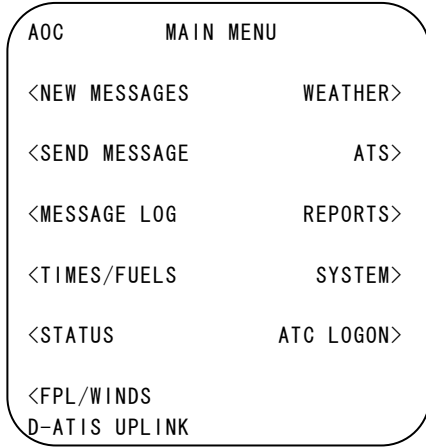 AOC MAIN MENU
<NEW MESSAGES WEATHER>
<SEND MESSAGE ATS>
<MESSAGE LOG REPORTS>
<TIMES/FUELS SYSTEM>
<STATUS ATC LOGON>
<FPL/WINDS
D-ATIS UPLINK